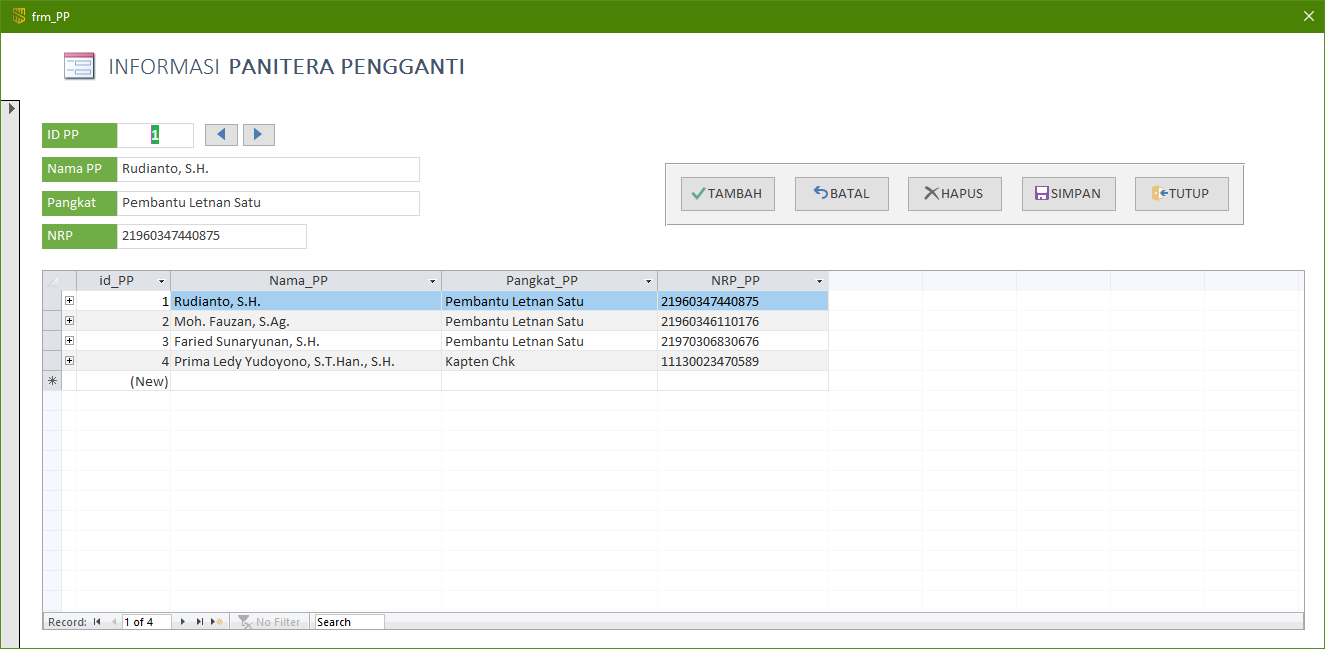 frm_PP
INFORMASI PANITERA PENGGANTI
ID PP 1
Nama PP Rudianto, S.H.
Pangkat Pembantu Letnan Satu
NRP 21960347440875
TAMBAH BATAL HAPUS SIMPAN TUTUP
id_PP Nama_PP Pangkat_PP NRP_PP
1 Rudianto, S.H. Pembantu Letnan Satu 21960347440875
2 Moh. Fauzan, S.Ag. Pembantu Letnan Satu 21960346110176
3 Faried Sunaryunan, S.H. Pembantu Letnan Satu 21970306830676
4 Prima Ledy Yudoyono, S.T.Han., S.H. Kapten Chk 11130023470589
(New)
Record: 1 of 4 No Filter Search